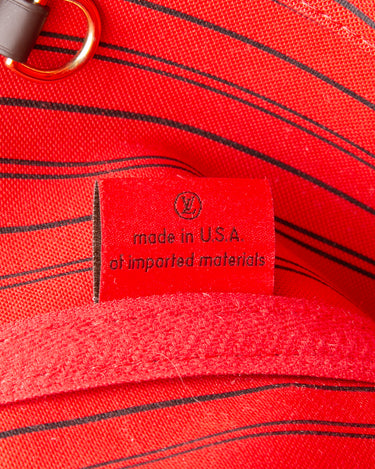 LV
made in U.S.A
of imported materials